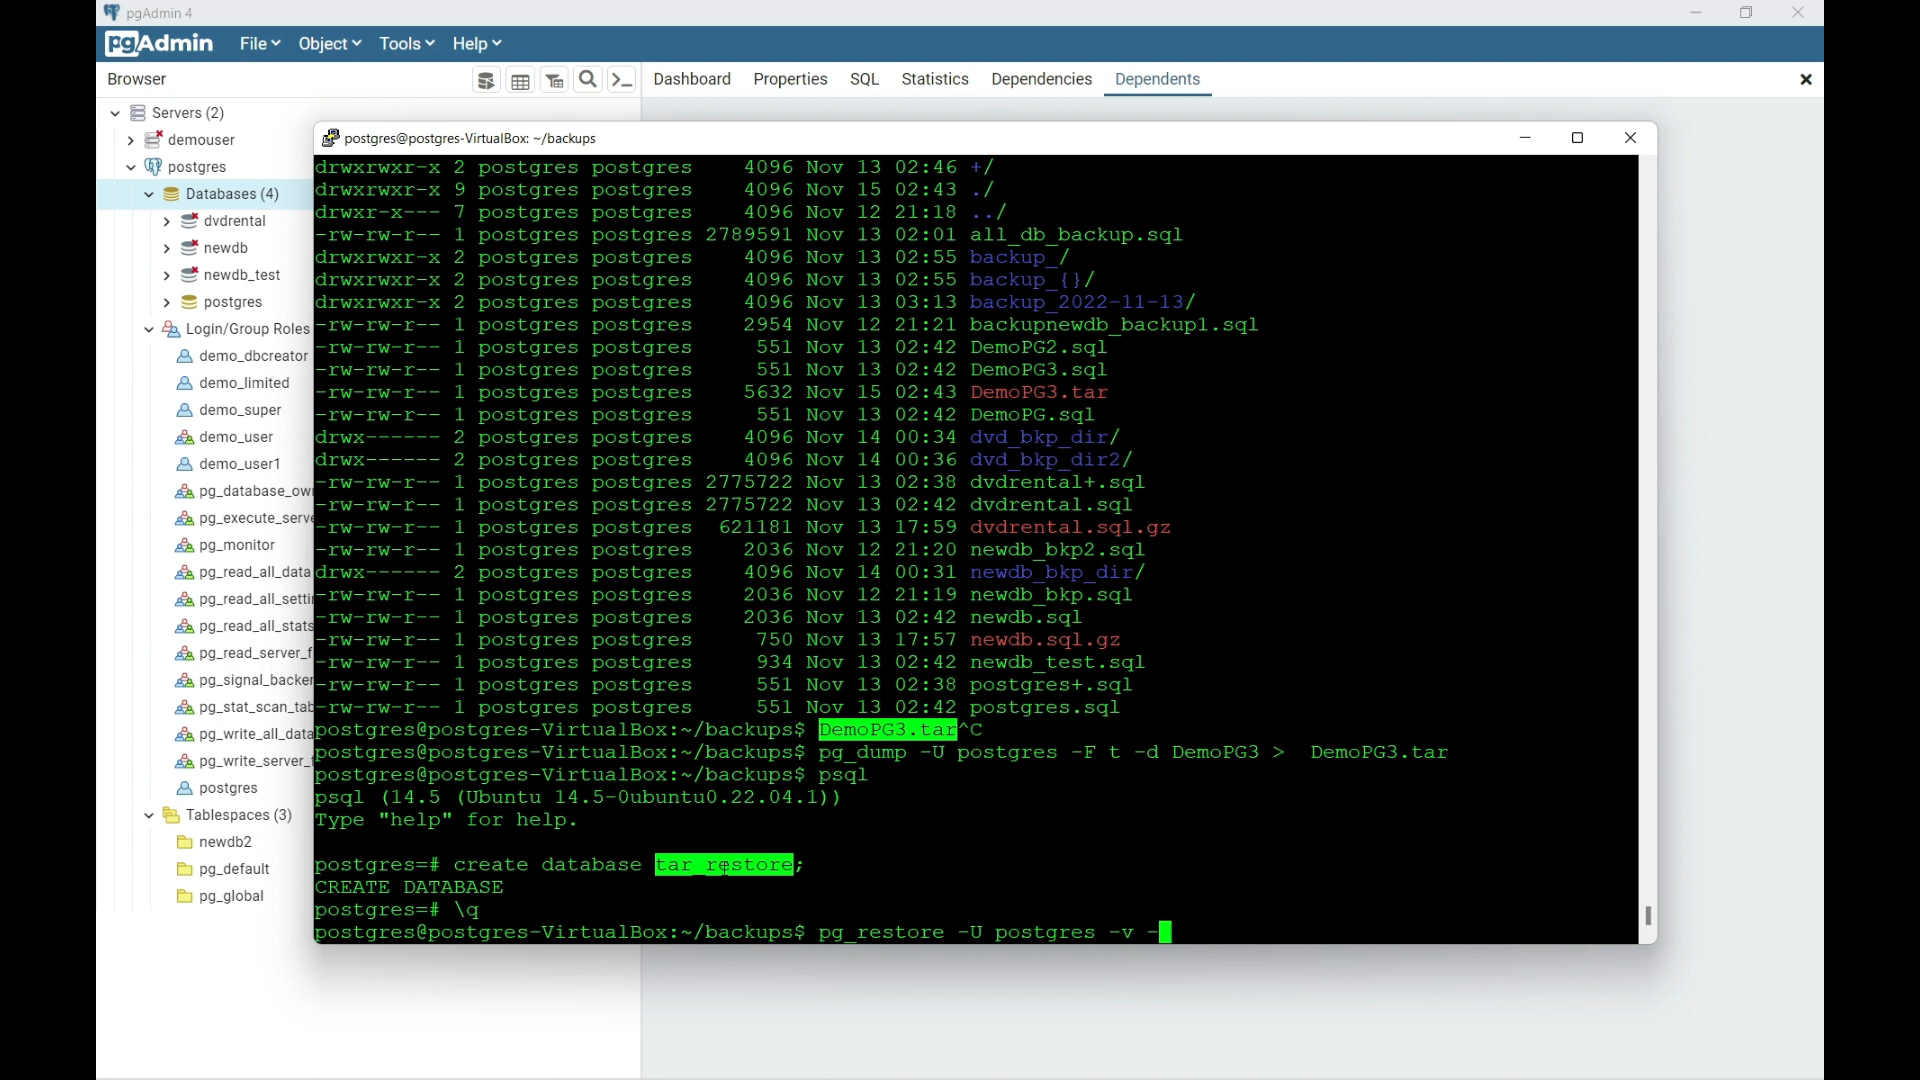 pgAdmin 4
pgAdmin File Object Tools Help
Browser
Dashboard Properties SQL Statistics Dependencies Dependents
Servers (2)
demouser
postgres
Databases (4)
dvdrental
newdb
newdb_test
postgres
Login/Group Roles
demo_dbcreator
demo_limited
demo_super
demo_user
demo_user1
pg_database_ow
pg_execute_serve
pg_monitor
pg_read_all_data
pg_read_all_setti
pg_read_all_stats
pg_read_server_f
pg_signal_backe
pg_stat_scan_tab
pg_write_all_data
pg_write_server_
postgres
Tablespaces (3)
newdb2
pg_default
pg_global
postgres@postgres-VirtualBox: ~/backups
drwxrwxr-x 2 postgres postgres 4096 Nov 13 02:46 +/
drwxrwxr-x 9 postgres postgres 4096 Nov 15 02:43 ./
drwxr-x--- 7 postgres postgres 4096 Nov 12 21:18 ../
-rw-rw-r-- 1 postgres postgres 2789591 Nov 13 02:01 all_db_backup.sql
drwxrwxr-x 2 postgres postgres 4096 Nov 13 02:55 backup_/
drwxrwxr-x 2 postgres postgres 4096 Nov 13 02:55 backup_{}/
drwxrwxr-x 2 postgres postgres 4096 Nov 13 03:13 backup_2022-11-13/
-rw-rw-r-- 1 postgres postgres 2954 Nov 12 21:21 backupnewdb_backup1.sql
-rw-rw-r-- 1 postgres postgres 551 Nov 13 02:42 DemoPG2.sql
-rw-rw-r-- 1 postgres postgres 551 Nov 13 02:42 DemoPG3.sql
-rw-rw-r-- 1 postgres postgres 5632 Nov 15 02:43 DemoPG3.tar
-rw-rw-r-- 1 postgres postgres 551 Nov 13 02:42 DemoPG.sql
drwx------ 2 postgres postgres 4096 Nov 14 00:34 dvd_bkp_dir/
drwx------ 2 postgres postgres 4096 Nov 14 00:36 dvd_bkp_dir2/
-rw-rw-r-- 1 postgres postgres 2775722 Nov 13 02:38 dvdrental+.sql
-rw-rw-r-- 1 postgres postgres 2775722 Nov 13 02:42 dvdrental.sql
-rw-rw-r-- 1 postgres postgres 621181 Nov 13 17:59 dvdrental.sql.gz
-rw-rw-r-- 1 postgres postgres 2036 Nov 12 21:20 newdb_bkp2.sql
drwx------ 2 postgres postgres 4096 Nov 14 00:31 newdb_bkp_dir/
-rw-rw-r-- 1 postgres postgres 2036 Nov 12 21:19 newdb_bkp.sql
-rw-rw-r-- 1 postgres postgres 2036 Nov 13 02:42 newdb.sql
-rw-rw-r-- 1 postgres postgres 750 Nov 13 17:57 newdb.sql.gz
-rw-rw-r-- 1 postgres postgres 934 Nov 13 02:42 newdb_test.sql
-rw-rw-r-- 1 postgres postgres 551 Nov 13 02:38 postgres+.sql
-rw-rw-r-- 1 postgres postgres 551 Nov 13 02:42 postgres.sql
postgres@postgres-VirtualBox:~/backups$ DemoPG3.tar^C
postgres@postgres-VirtualBox:~/backups$ pg_dump -U postgres -F t -d DemoPG3 > DemoPG3.tar
postgres@postgres-VirtualBox:~/backups$ psql
psql (14.5 (Ubuntu 14.5-0ubuntu0.22.04.1))
Type "help" for help.
postgres=# create database tar_restore;
CREATE DATABASE
postgres=# \q
postgres@postgres-VirtualBox:~/backups$ pg_restore -U postgres -v -